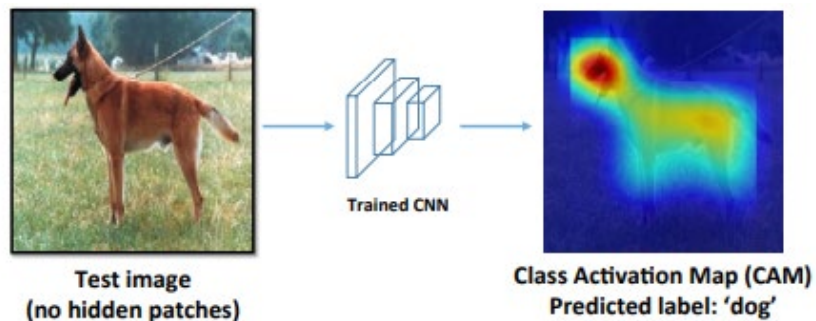 Trained CNN
Test image
(no hidden patches)
Class Activation Map (CAM)
Predicted label: ‘dog’